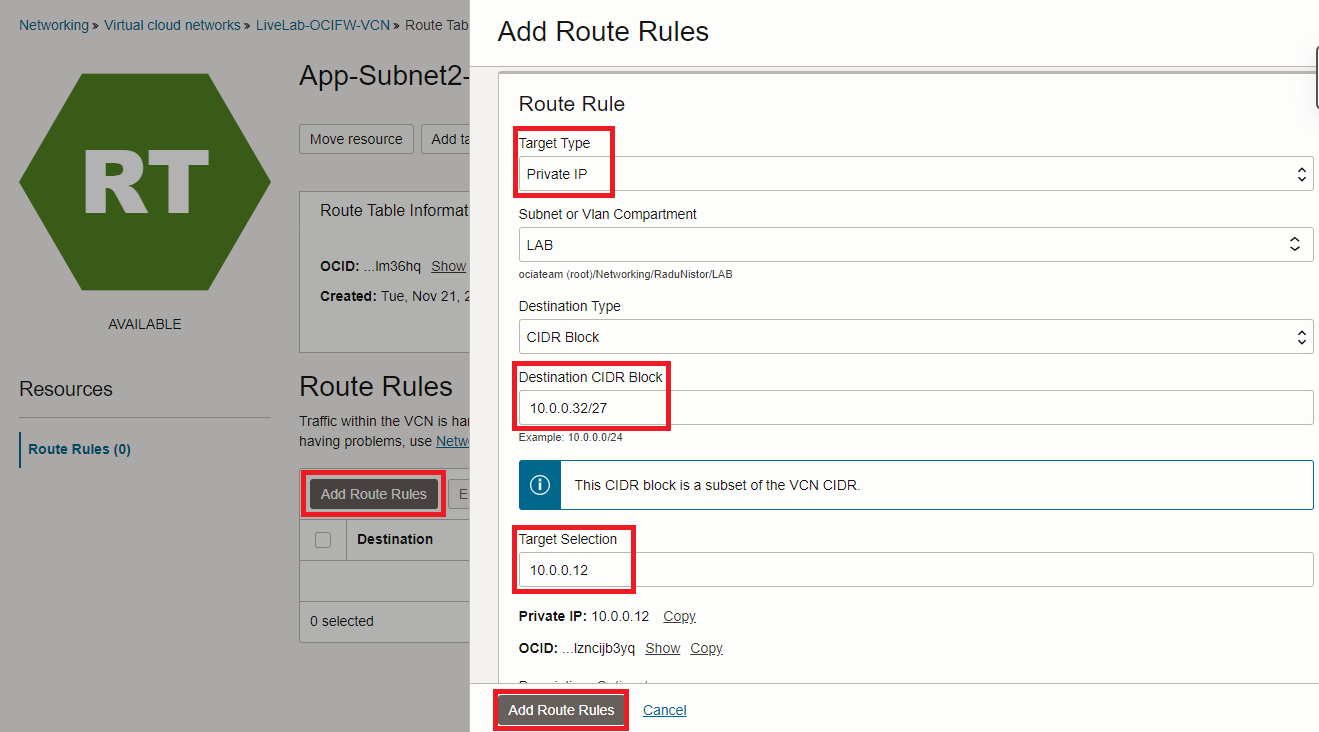 Networking » Virtual cloud networks » LiveLab-OCIFW-VCN » Route Tab
RT
AVAILABLE
Resources
Route Rules (0)
App-Subnet2-
Move resource
Add ta
Route Table Informat
OCID: ...lm36hq Show
Created: Tue, Nov 21, 2
Route Rules
Traffic within the VCN is har
having problems, use Netw
Add Route Rules
E
Destination
0 selected
Add Route Rules
Route Rule
Target Type
Private IP
Subnet or Vlan Compartment
LAB
ociateam (root)/Networking/RaduNistor/LAB
Destination Type
CIDR Block
Destination CIDR Block
10.0.0.32/27
Example: 10.0.0.0/24
This CIDR block is a subset of the VCN CIDR.
Target Selection
10.0.0.12
Private IP: 10.0.0.12 Copy
OCID: ...lzncijb3yq Show Copy
Add Route Rules
Cancel